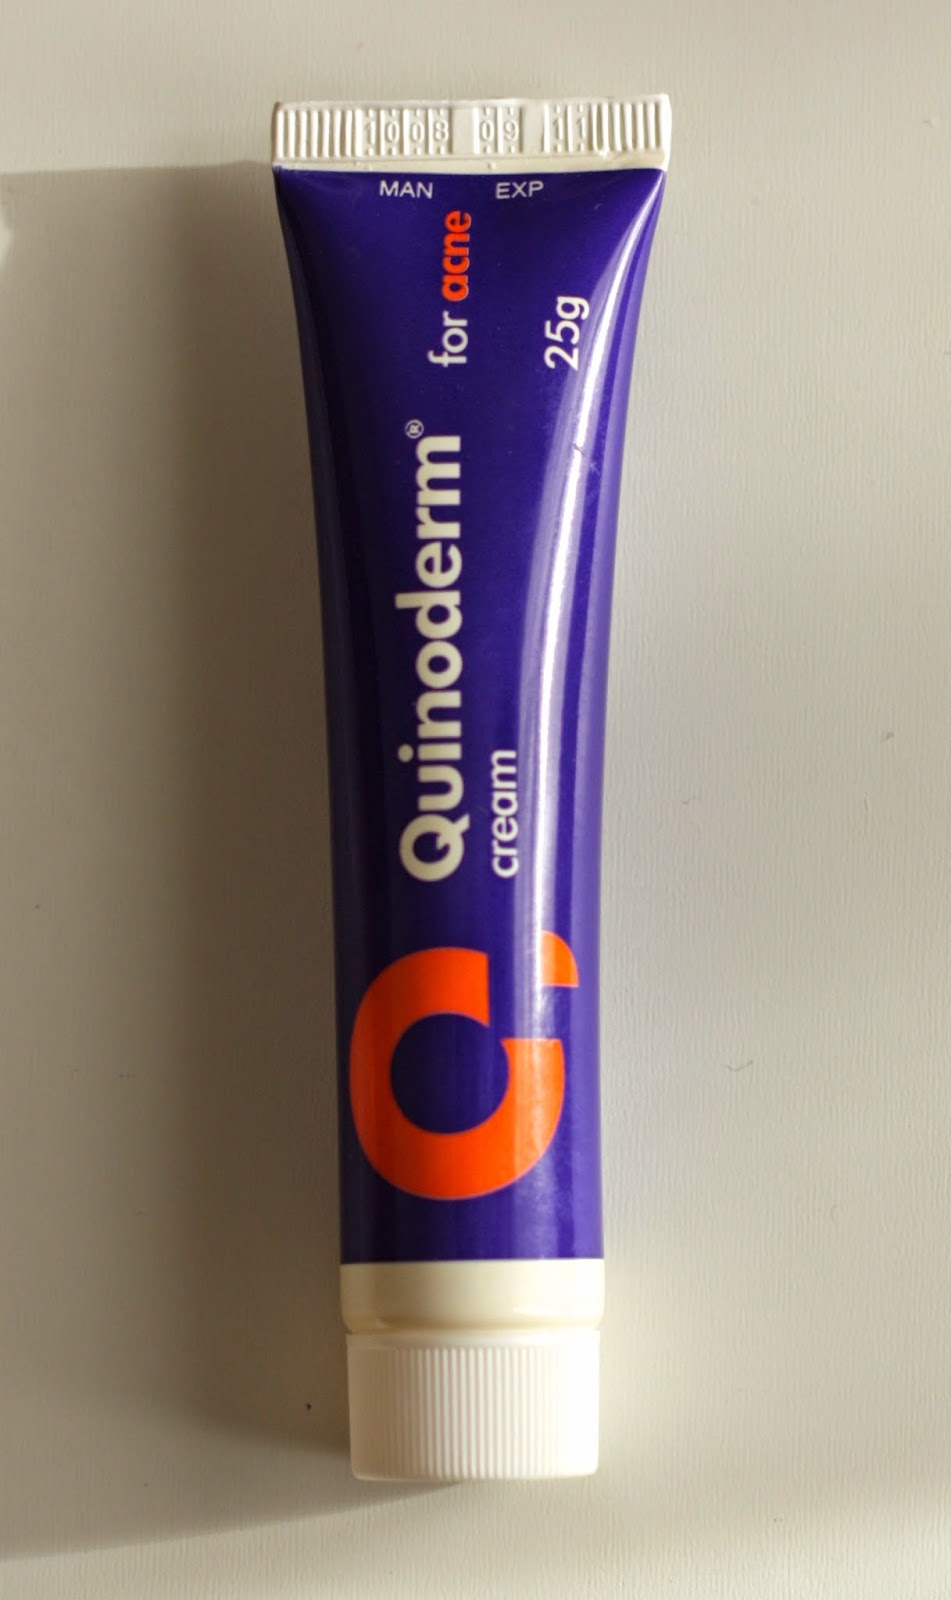 1008 09 11
MAN EXP
Quinoderm® for acne
cream 25g